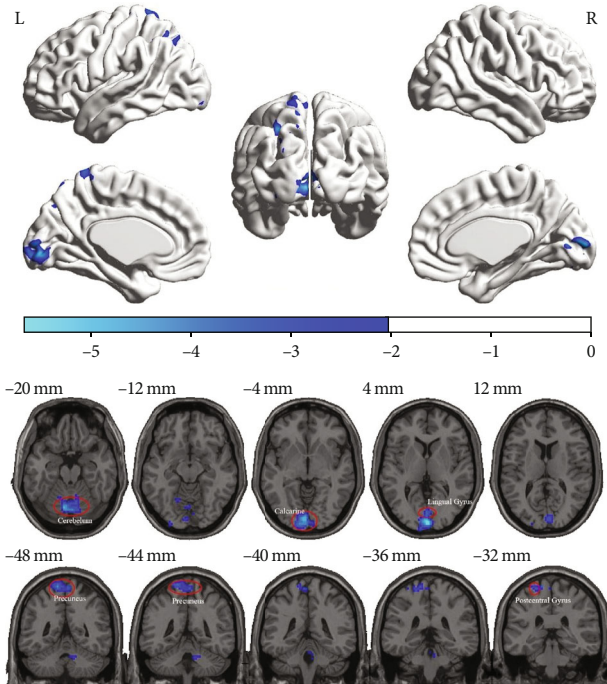 L R
−5 −4 −3 −2 −1 0
−20 mm −12 mm −4 mm 4 mm 12 mm
Cerebelum Calcarine Lingual Gyrus
−48 mm −44 mm −40 mm −36 mm −32 mm
Precuneus Precuneus Postcentral Gyrus